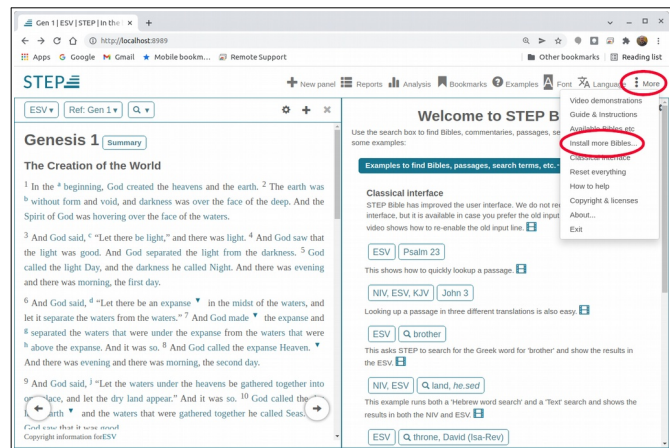 Gen 1 | ESV | STEP | In the
http://localhost:8989
Apps Google Gmail Mobile bookm... Remote Support Other bookmarks Reading list
STEP
New panel Reports Analysis Bookmarks Examples Font Language More
ESV Ref: Gen 1
Genesis 1 Summary
The Creation of the World
1 In the a beginning, God created the heavens and the earth. 2 The earth was
b without form and void, and darkness was over the face of the deep. And the
Spirit of God was hovering over the face of the waters.
3 And God said, c “Let there be light,” and there was light. 4 And God saw that
the light was good. And God separated the light from the darkness. 5 God
called the light Day, and the darkness he called Night. And there was evening
and there was morning, the first day.
6 And God said, d “Let there be an expanse in the midst of the waters, and
let it separate the waters from the waters.” 7 And God made the expanse and
g separated the waters that were under the expanse from the waters that were
h above the expanse. And it was so. 8 And God called the expanse Heaven.
And there was evening and there was morning, the second day.
9 And God said, j “Let the waters under the heavens be gathered together into
place, and let the dry land appear.” And it was so. 10 God called the
and the waters that were gathered together he called Seas.
God saw that it was good.
Copyright information forESV
Welcome to STEP B
Use the search box to find Bibles, commentaries, passages, se
some examples:
Examples to find Bibles, passages, search terms, etc.
Classical interface
STEP Bible has improved the user interface. We do not re
interface, but it is available in case you prefer the old input
video shows how to re-enable the old input line.
ESV Psalm 23
This shows how to quickly lookup a passage.
NIV, ESV, KJV John 3
Looking up a passage in three different translations is also easy.
ESV brother
This asks STEP to search for the Greek word for 'brother' and show the results in
the ESV.
NIV, ESV land, he.sed
This example runs both a 'Hebrew word search' and a 'Text' search and shows the
results in both the NIV and ESV.
ESV throne, David (Isa-Rev)
Video demonstrations
Guide & Instructions
Available Bibles etc
Install more Bibles...
Classical interface
Reset everything
How to help
Copyright & licenses
About...
Exit